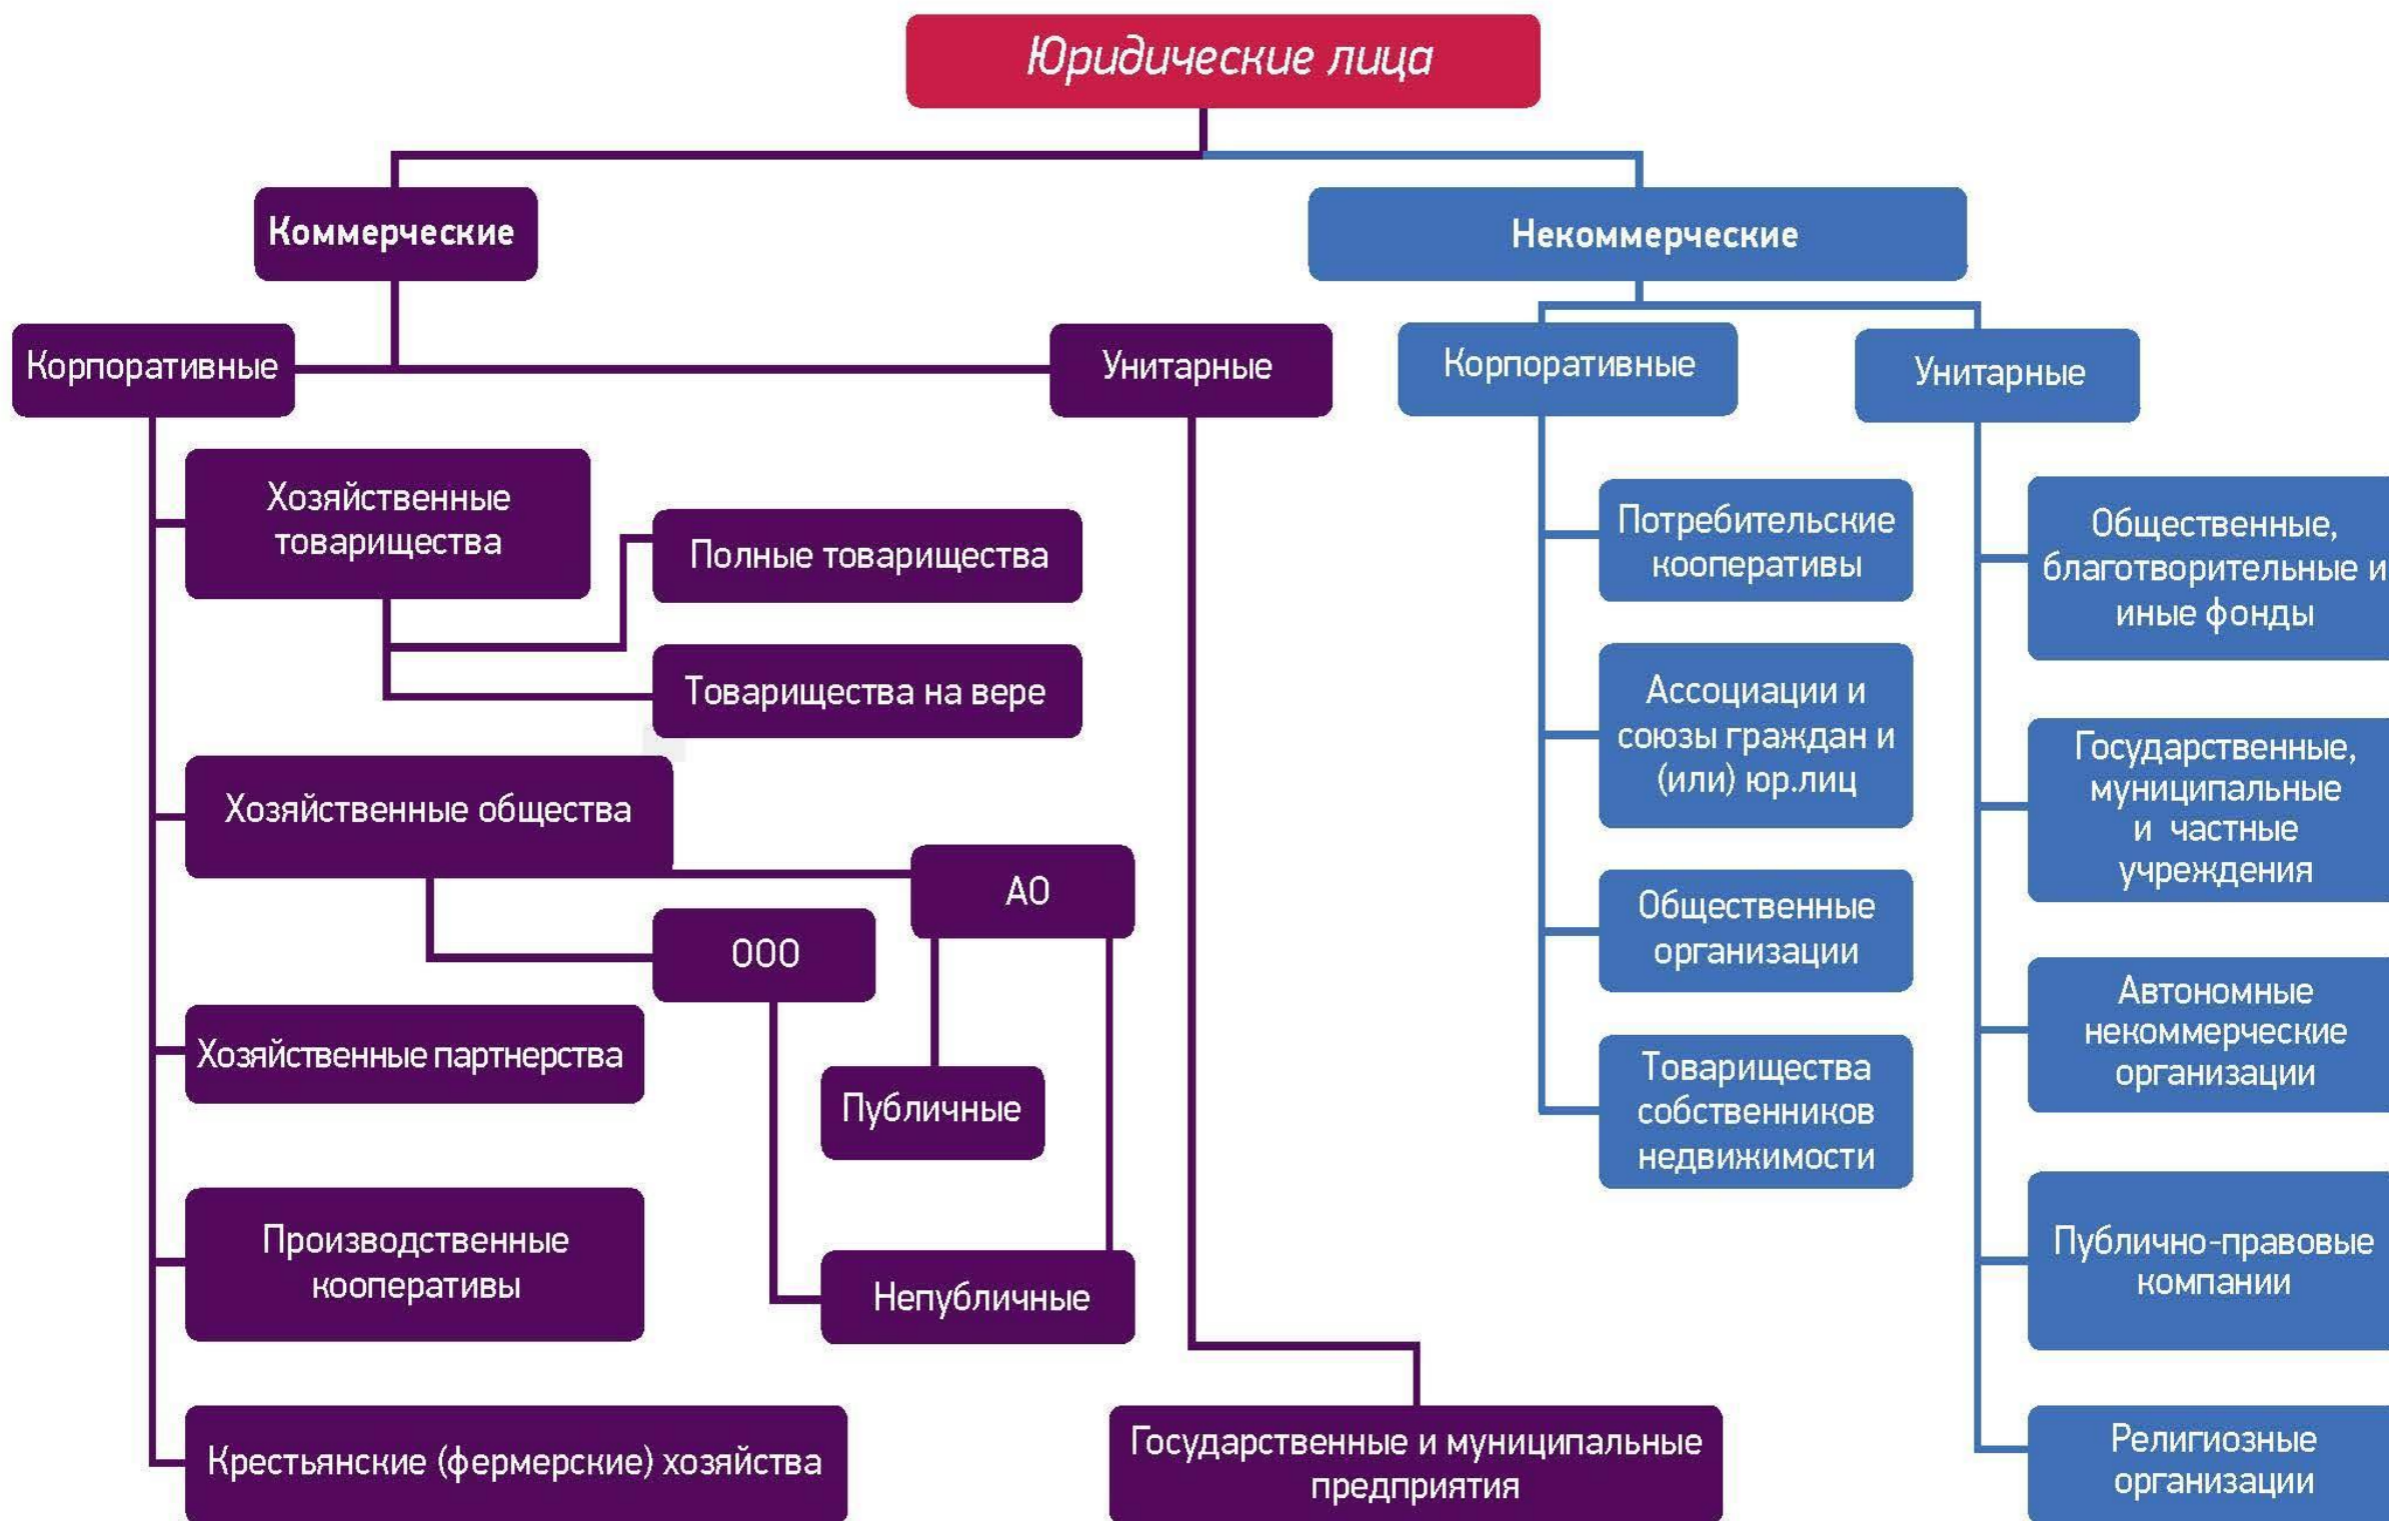 Юридические лица
Коммерческие
Некоммерческие
Корпоративные
Унитарные
Корпоративные
Унитарные
Хозяйственные
товарищества
Полные товарищества
Товарищества на вере
Хозяйственные общества
АО
ООО
Хозяйственные партнерства
Публичные
Производственные
кооперативы
Непубличные
Крестьянские (фермерские) хозяйства
Государственные и муниципальные
предприятия
Потребительские
кооперативы
Ассоциации и
союзы граждан и
(или) юр.лиц
Общественные
организации
Товарищества
собственников
недвижимости
Общественные,
благотворительные и
иные фонды
Государственные,
муниципальные
и частные
учреждения
Автономные
некоммерческие
организации
Публично-правовые
компании
Религиозные
организации